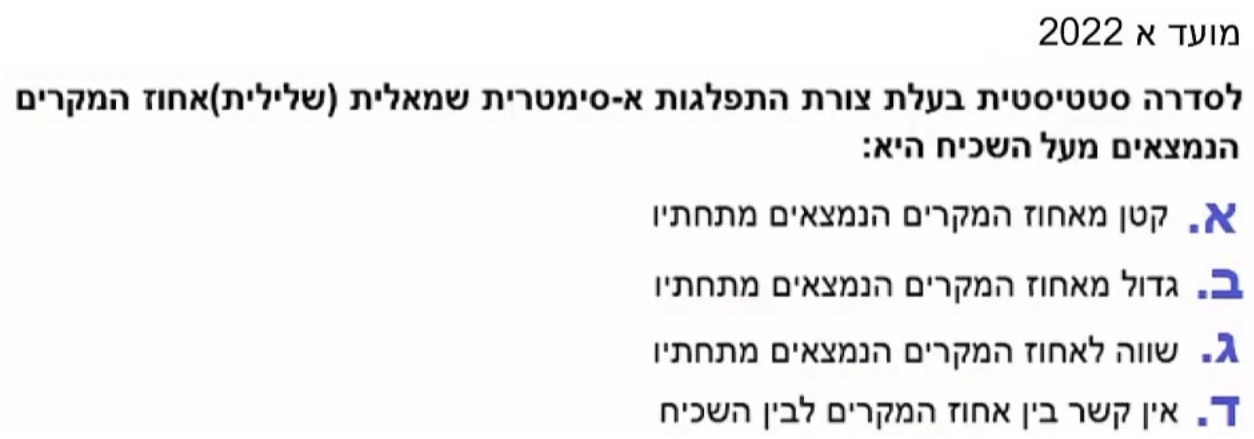 מועד א 2022
לסדרה סטטיסטית בעלת צורת התפלגות א-סימטרית שמאלית (שלילית)אחוז המקרים
הנמצאים מעל השכיח היא:
א. קטן מאחוז המקרים הנמצאים מתחתיו
ב. גדול מאחוז המקרים הנמצאים מתחתיו
ג. שווה לאחוז המקרים הנמצאים מתחתיו
ד. אין קשר בין אחוז המקרים לבין השכיח